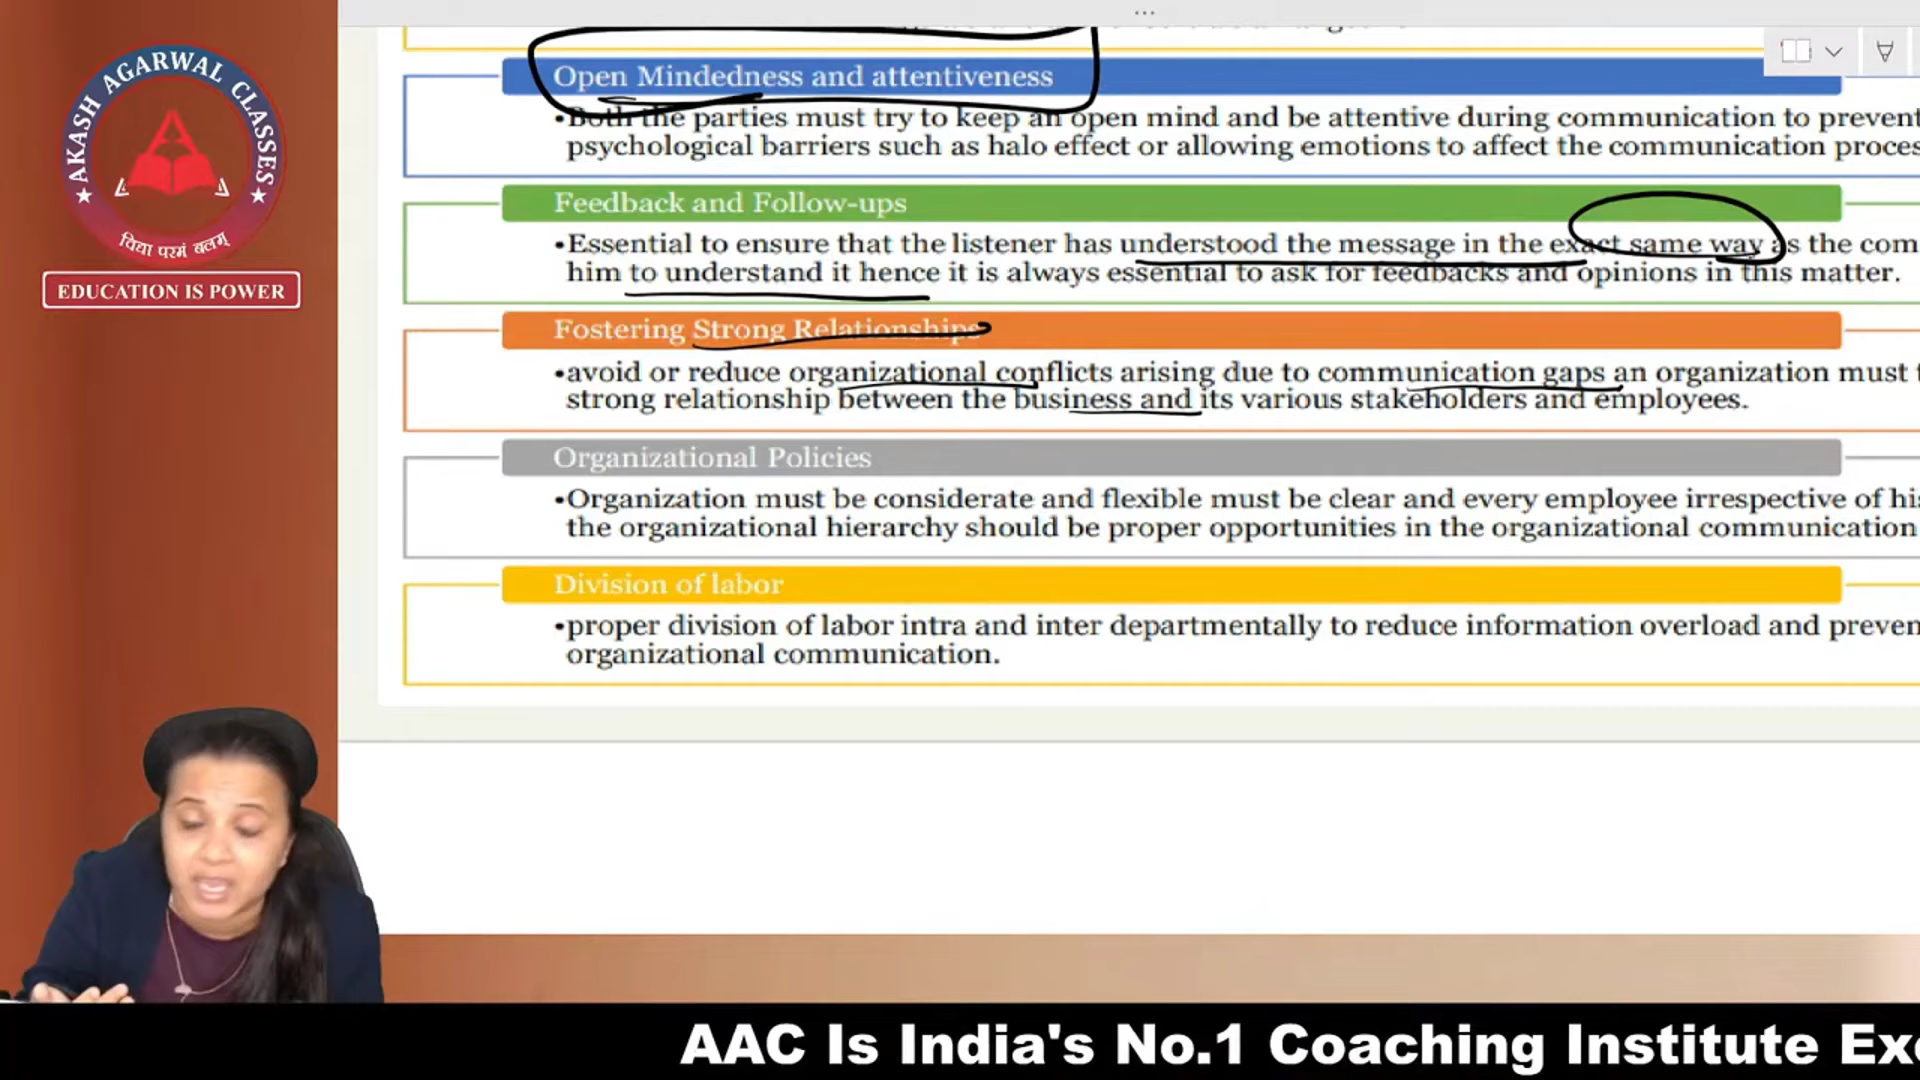 AKASH AGARWAL CLASSES
विद्या परमं बलम्
EDUCATION IS POWER
Open Mindedness and attentiveness
•Both the parties must try to keep an open mind and be attentive during communication to prevent
psychological barriers such as halo effect or allowing emotions to affect the communication proces
Feedback and Follow-ups
•Essential to ensure that the listener has understood the message in the exact same way as the com
him to understand it hence it is always essential to ask for feedbacks and opinions in this matter.
Fostering Strong Relationships
•avoid or reduce organizational conflicts arising due to communication gaps an organization must
strong relationship between the business and its various stakeholders and employees.
Organizational Policies
•Organization must be considerate and flexible must be clear and every employee irrespective of his
the organizational hierarchy should be proper opportunities in the organizational communication
Division of labor
•proper division of labor intra and inter departmentally to reduce information overload and preven
organizational communication.
AAC Is India's No.1 Coaching Institute Exc